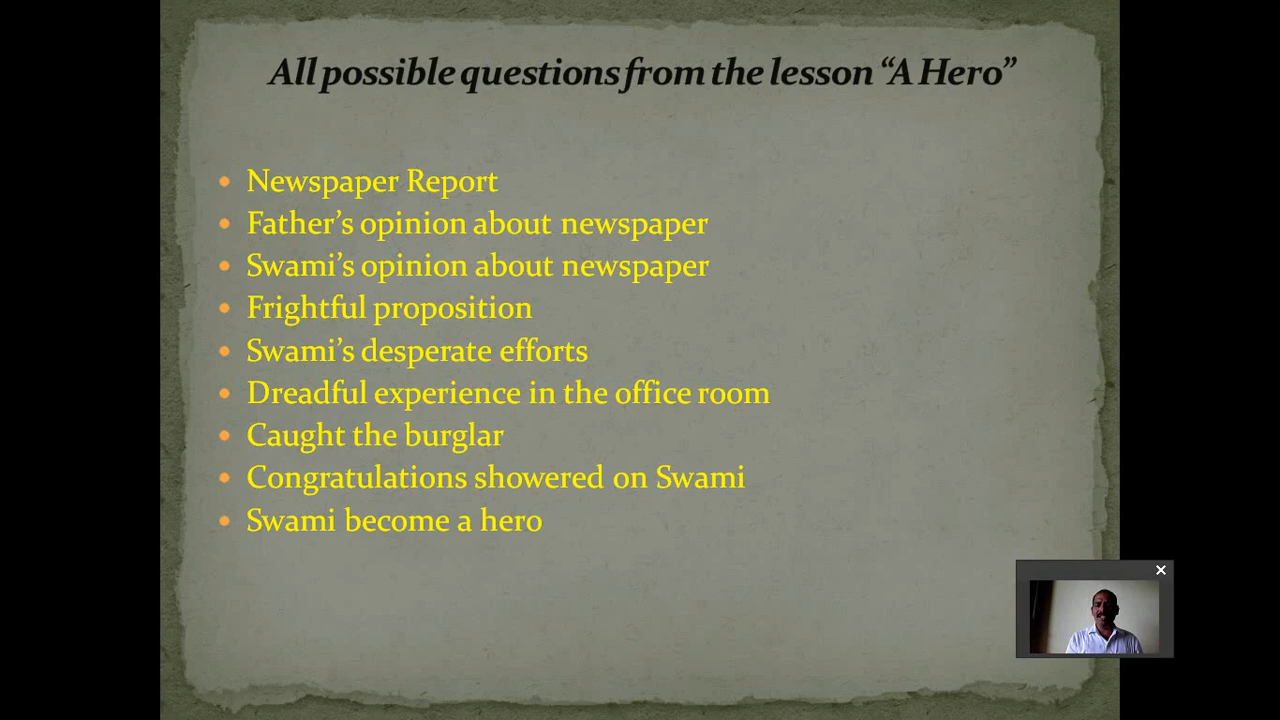 All possible questions from the lesson “A Hero”
• Newspaper Report
• Father’s opinion about newspaper
• Swami’s opinion about newspaper
• Frightful proposition
• Swami’s desperate efforts
• Dreadful experience in the office room
• Caught the burglar
• Congratulations showered on Swami
• Swami become a hero